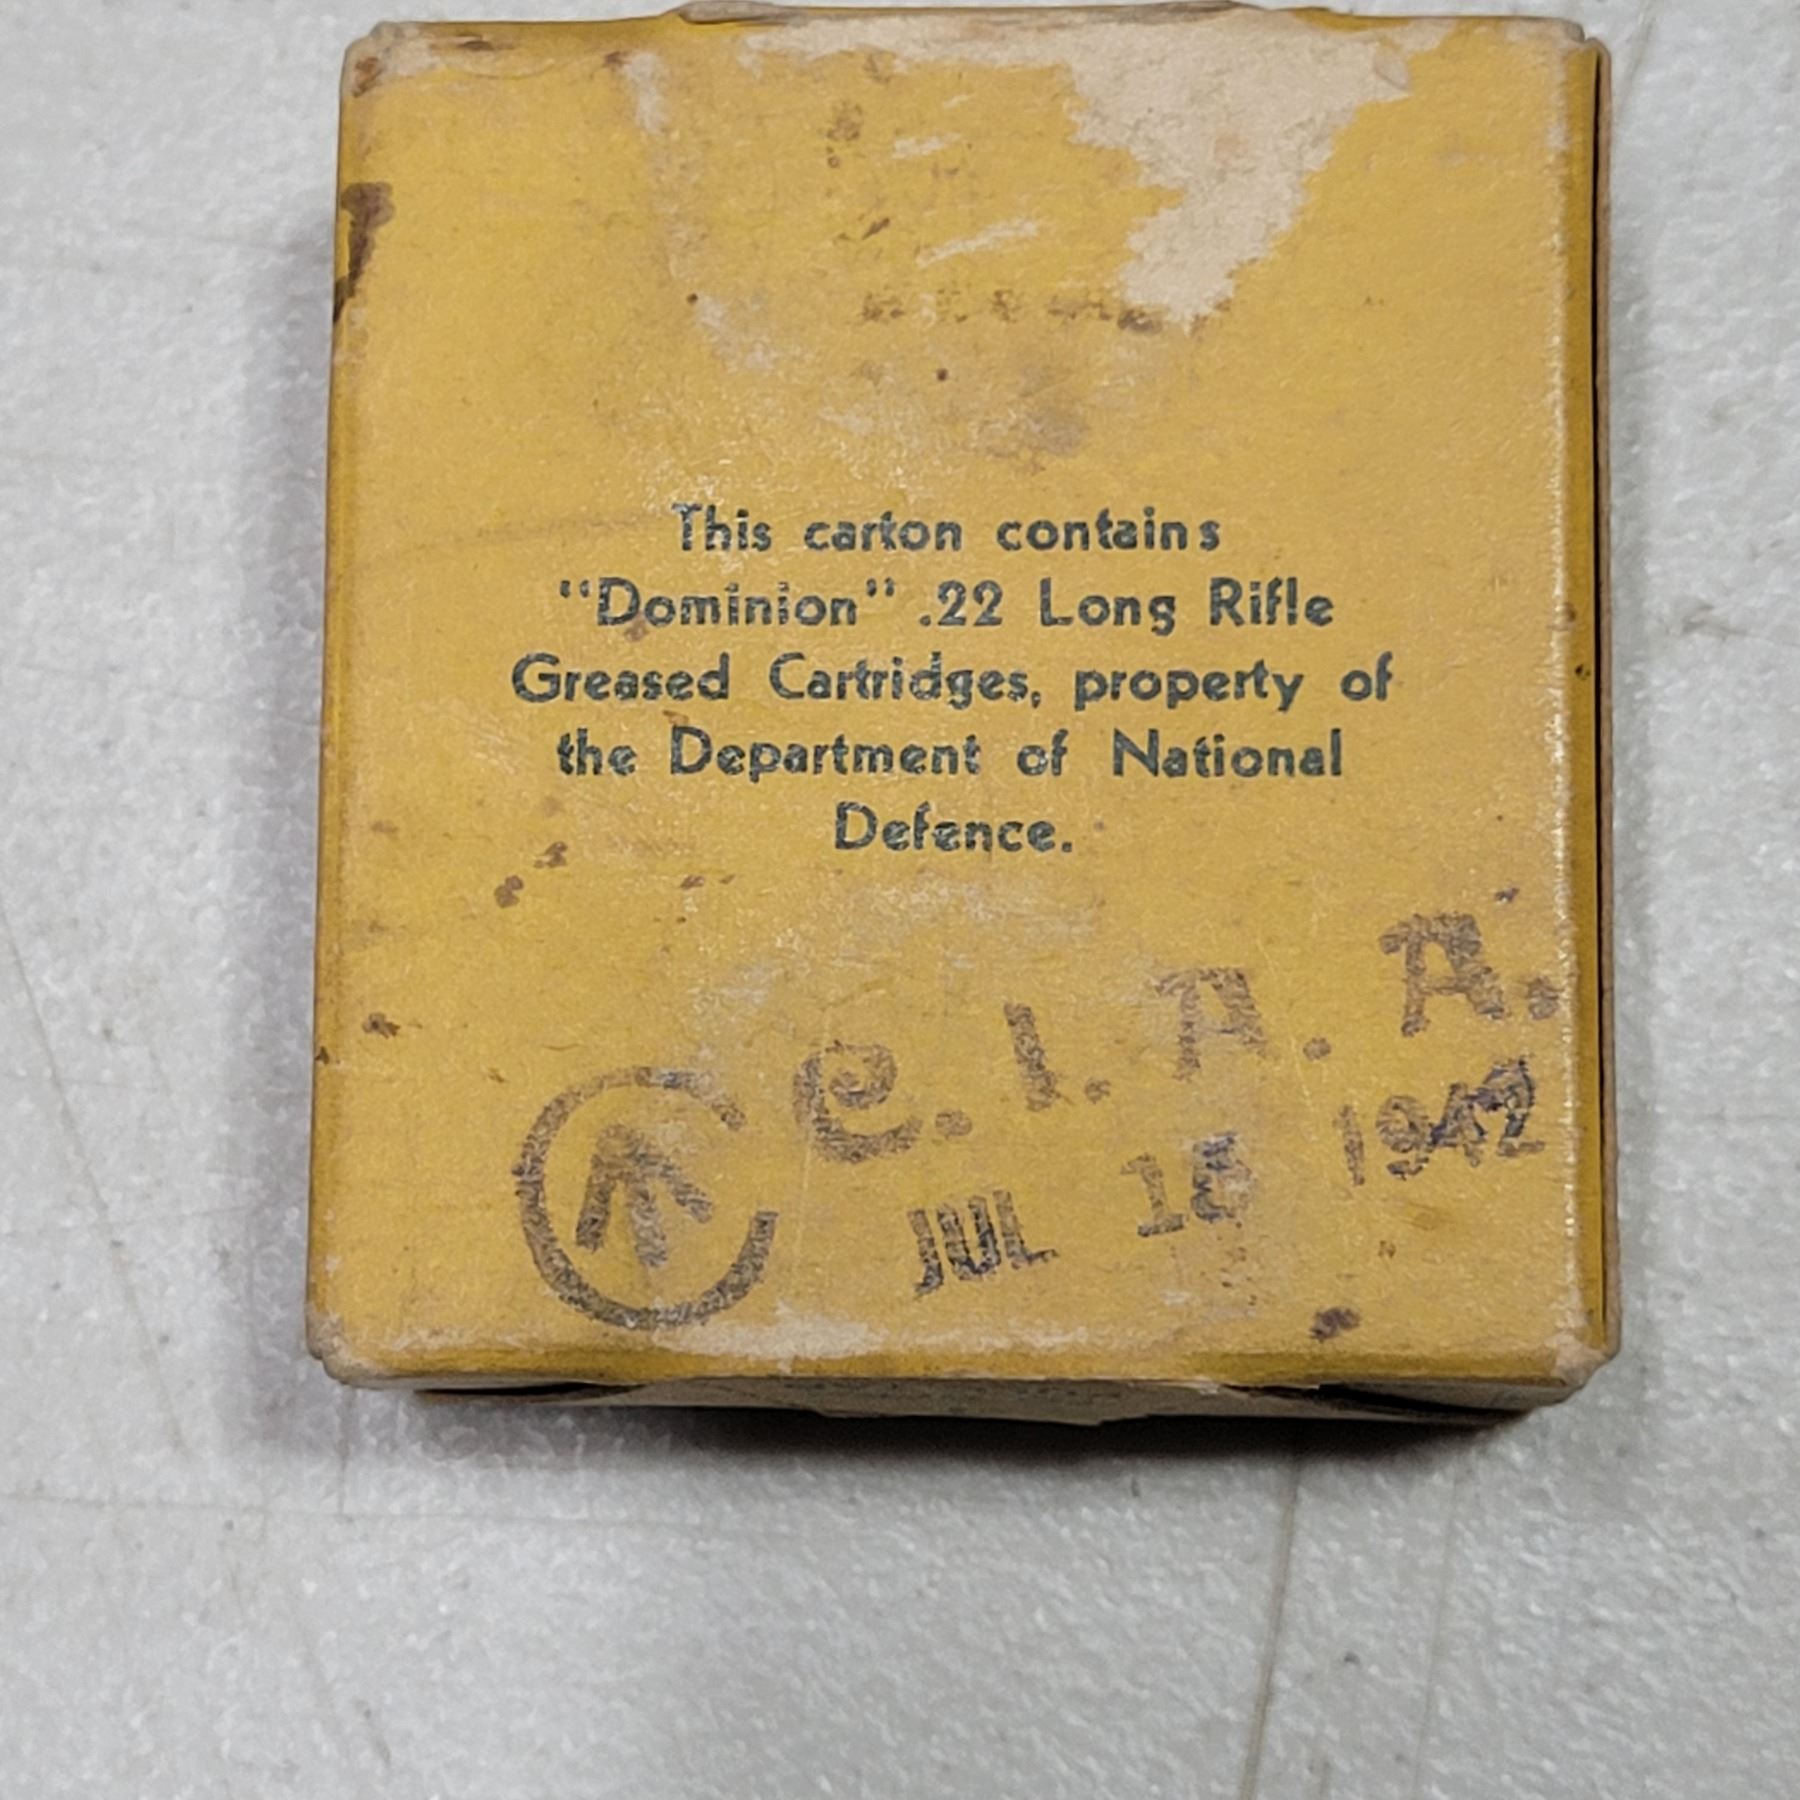 This carton contains
"Dominion" .22 Long Rifle
Greased Cartridges, property of
the Department of National
Defence.
C.I.A.A.
JUL 1942